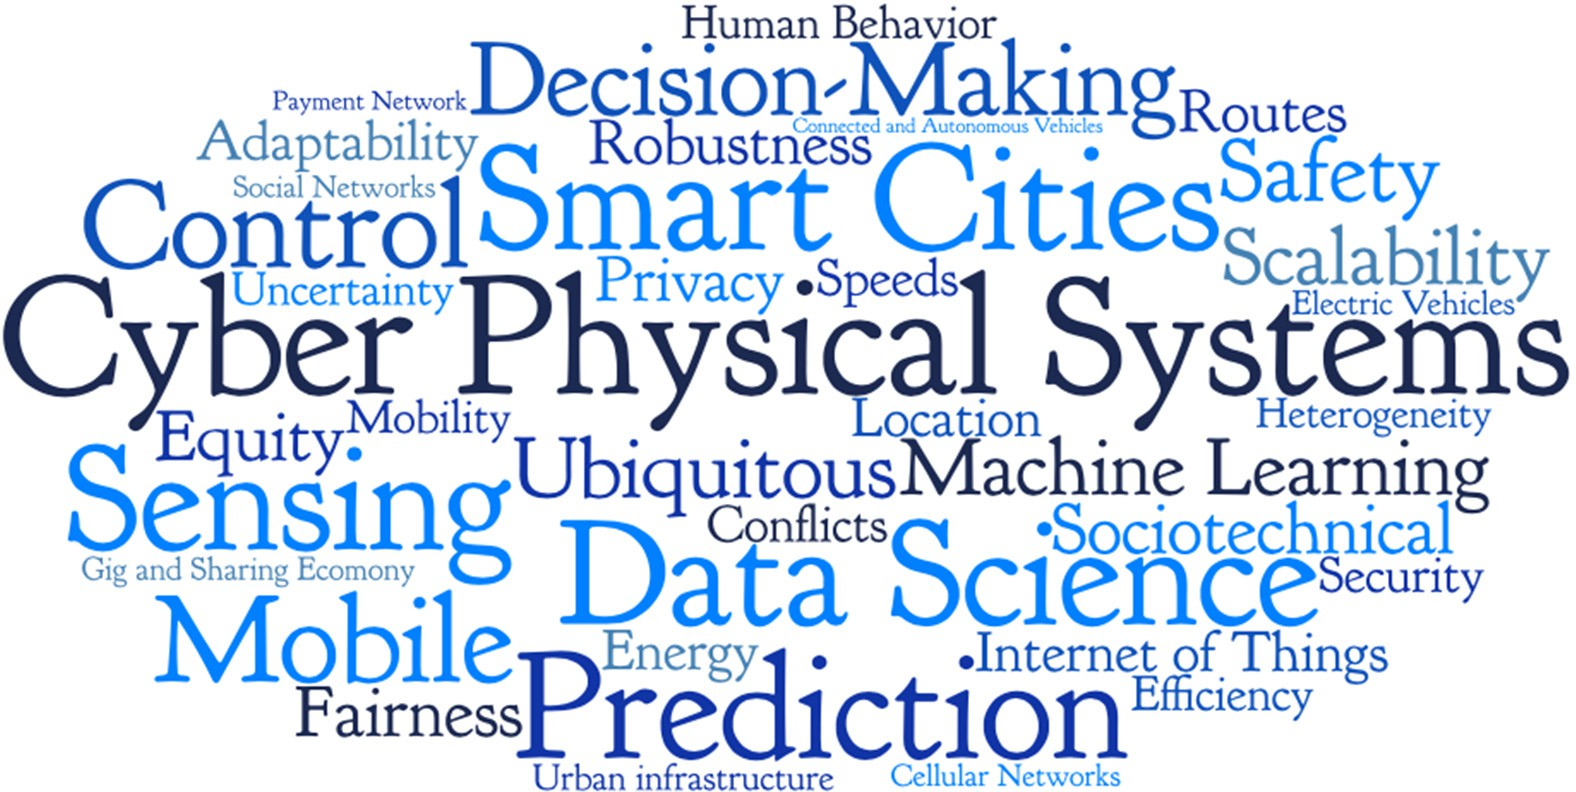 Human Behavior
Decision-Making
Payment Network
Routes
Connected and Autonomous Vehicles
Adaptability
Robustness
Safety
Social Networks
Smart Cities
Control
Scalability
Uncertainty
Privacy
•Speeds
Electric Vehicles
Cyber Physical Systems
Mobility
Location
Heterogeneity
Equity
Ubiquitous
Machine Learning
Sensing
Conflicts
•Sociotechnical
Gig and Sharing Ecomony
Data Science
Security
Mobile
Energy
•Internet of Things
Efficiency
Fairness
Prediction
Urban infrastructure
Cellular Networks